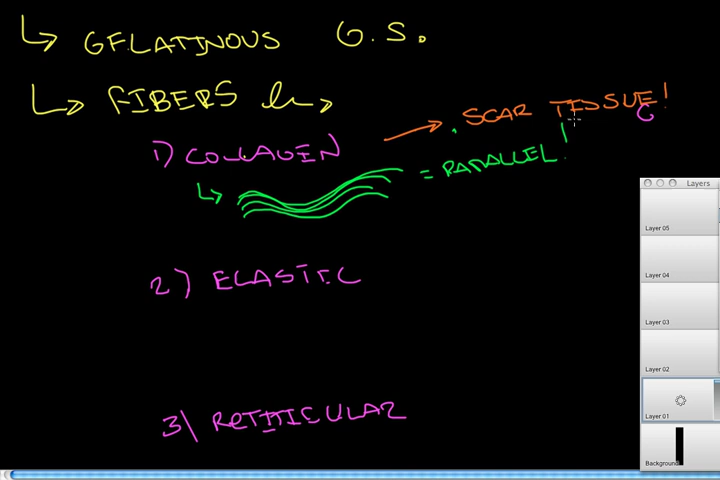 GELATINOUS G.S.
FIBERS
SCAR TISSUE!
1) COLLAGEN
= PARALLEL
2) ELASTIC
3) RETITICULAR
Layers
Layer 05
Layer 04
Layer 03
Layer 02
Layer 01
Background